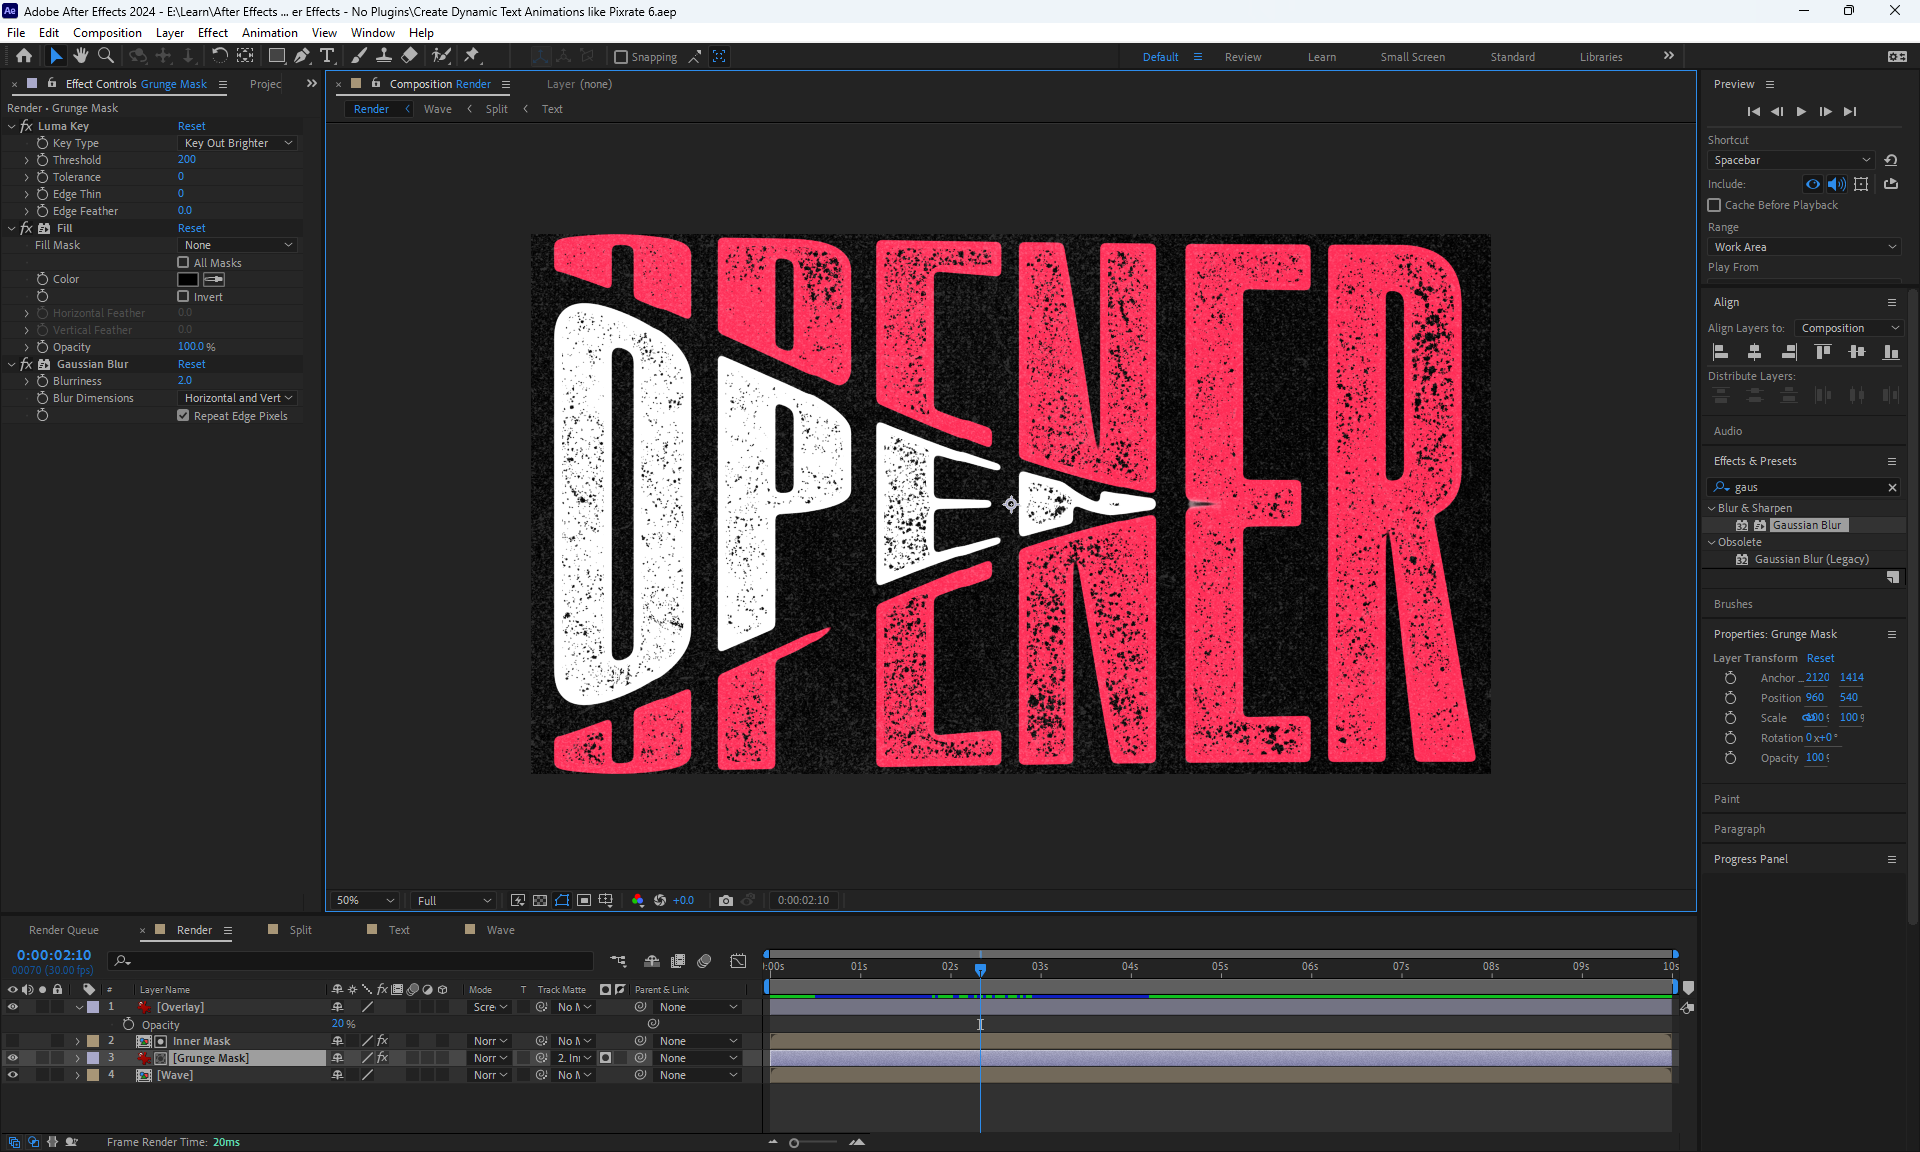 Adobe After Effects 2024 - E:\Learn\After Effects ... er Effects - No Plugins\Create Dynamic Text Animations like Pixrate 6.aep
File Edit Composition Layer Effect Animation View Window Help
Snapping
Default Review Learn Small Screen Standard Libraries
Effect Controls Grunge Mask
Projec
Render • Grunge Mask
Luma Key Reset
Key Type Key Out Brighter
Threshold 200
Tolerance 0
Edge Thin 0
Edge Feather 0.0
Fill Reset
Fill Mask None
All Masks
Color
Invert
Horizontal Feather 0.0
Vertical Feather 0.0
Opacity 100.0 %
Gaussian Blur Reset
Blurriness 2.0
Blur Dimensions Horizontal and Vert
Repeat Edge Pixels
Composition Render
Layer (none)
Render Wave Split Text
OPENER
50% Full +0.0 0:00:02:10
Preview
Shortcut
Spacebar
Include:
Cache Before Playback
Range
Work Area
Play From
Align
Align Layers to: Composition
Distribute Layers:
Audio
Effects & Presets
gaus
Blur & Sharpen
32 Gaussian Blur
Obsolete
32 Gaussian Blur (Legacy)
Brushes
Properties: Grunge Mask
Layer Transform Reset
Anchor ... 2120 1414
Position 960 540
Scale 100 100
Rotation 0x+0°
Opacity 100
Paint
Paragraph
Progress Panel
Render Queue Render Split Text Wave
0:00:02:10
00070 (30.00 fps)
:00s 01s 02s 03s 04s 05s 06s 07s 08s 09s 10s
# Layer Name fx Mode T Track Matte Parent & Link
1 [Overlay] Scre No M None
Opacity 20 %
2 Inner Mask fx Norr No M None
3 [Grunge Mask] fx Norr 2. Inn None
4 [Wave] Norr No M None
Frame Render Time: 20ms